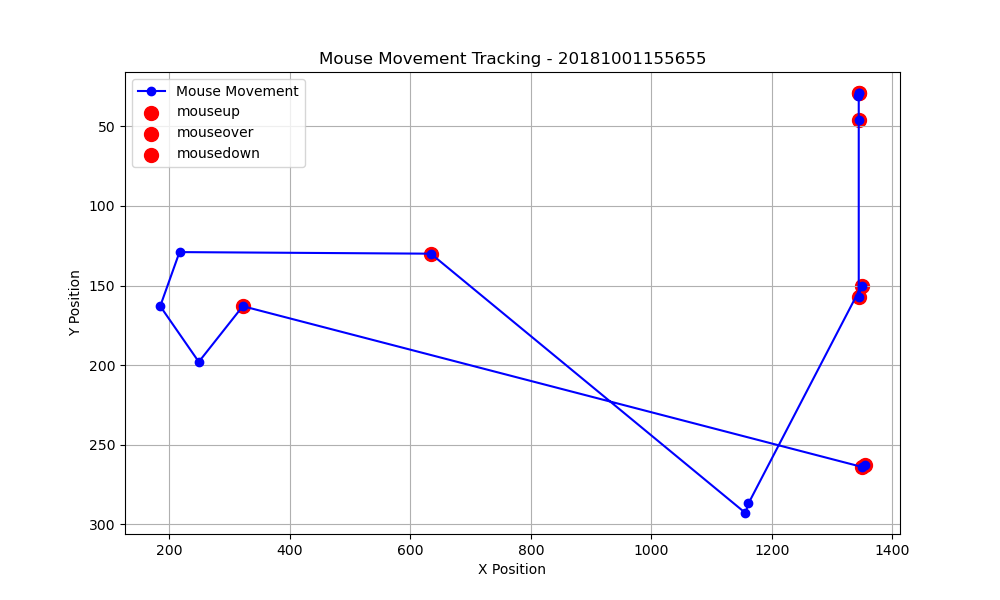 Mouse Movement Tracking - 20181001155655
Mouse Movement
mouseup
mouseover
mousedown
Y Position
50
100
150
200
250
300
200 400 600 800 1000 1200 1400
X Position